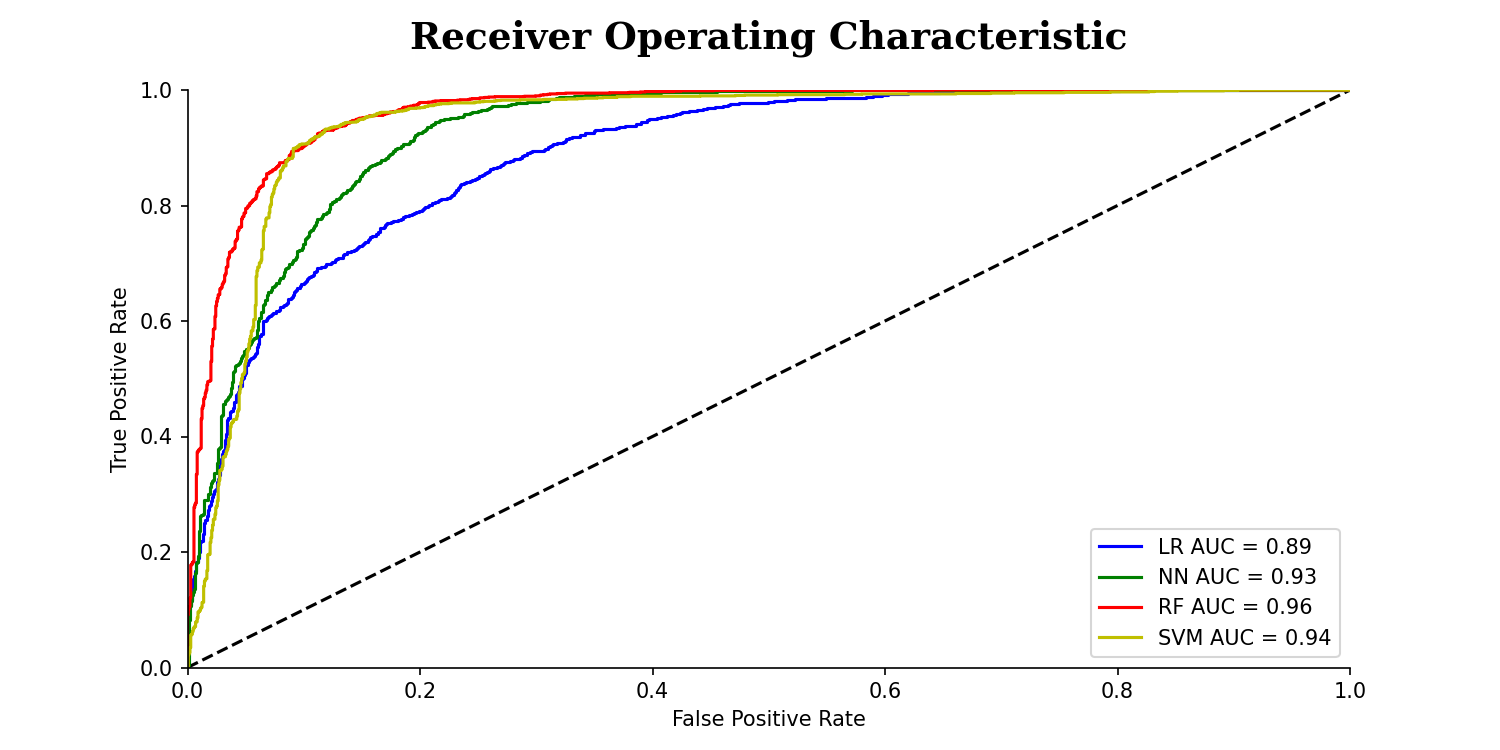 Receiver Operating Characteristic
1.0
0.8
0.6
0.4
0.2
0.0
True Positive Rate
0.0 0.2 0.4 0.6 0.8 1.0
False Positive Rate
LR AUC = 0.89
NN AUC = 0.93
RF AUC = 0.96
SVM AUC = 0.94